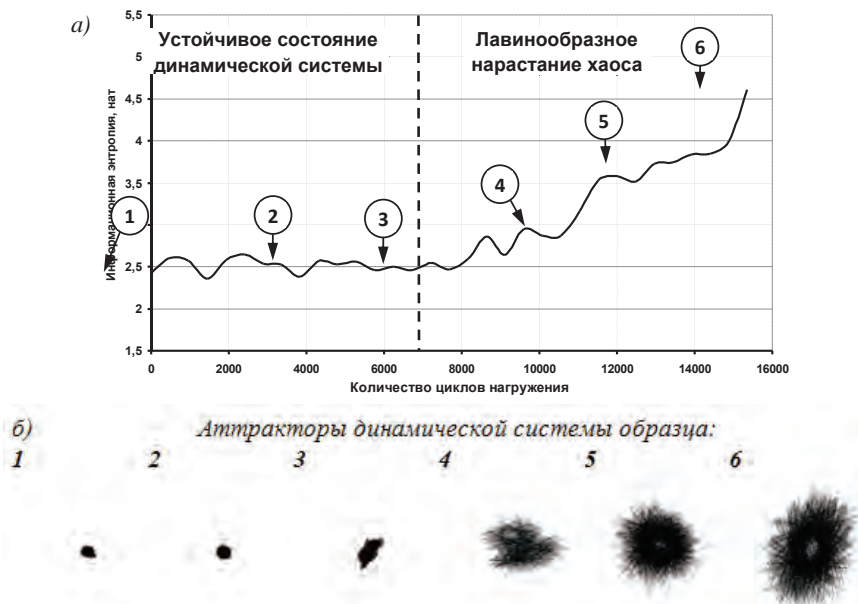 а)
5,5
5
4,5
4
3,5
3
2,5
2
1,5
Информационная энтропия, нат
Устойчивое состояние
динамической системы
Лавинообразное
нарастание хаоса
1
2
3
4
5
6
0 2000 4000 6000 8000 10000 12000 14000 16000
Количество циклов нагружения
б) Аттракторы динамической системы образца:
1 2 3 4 5 6